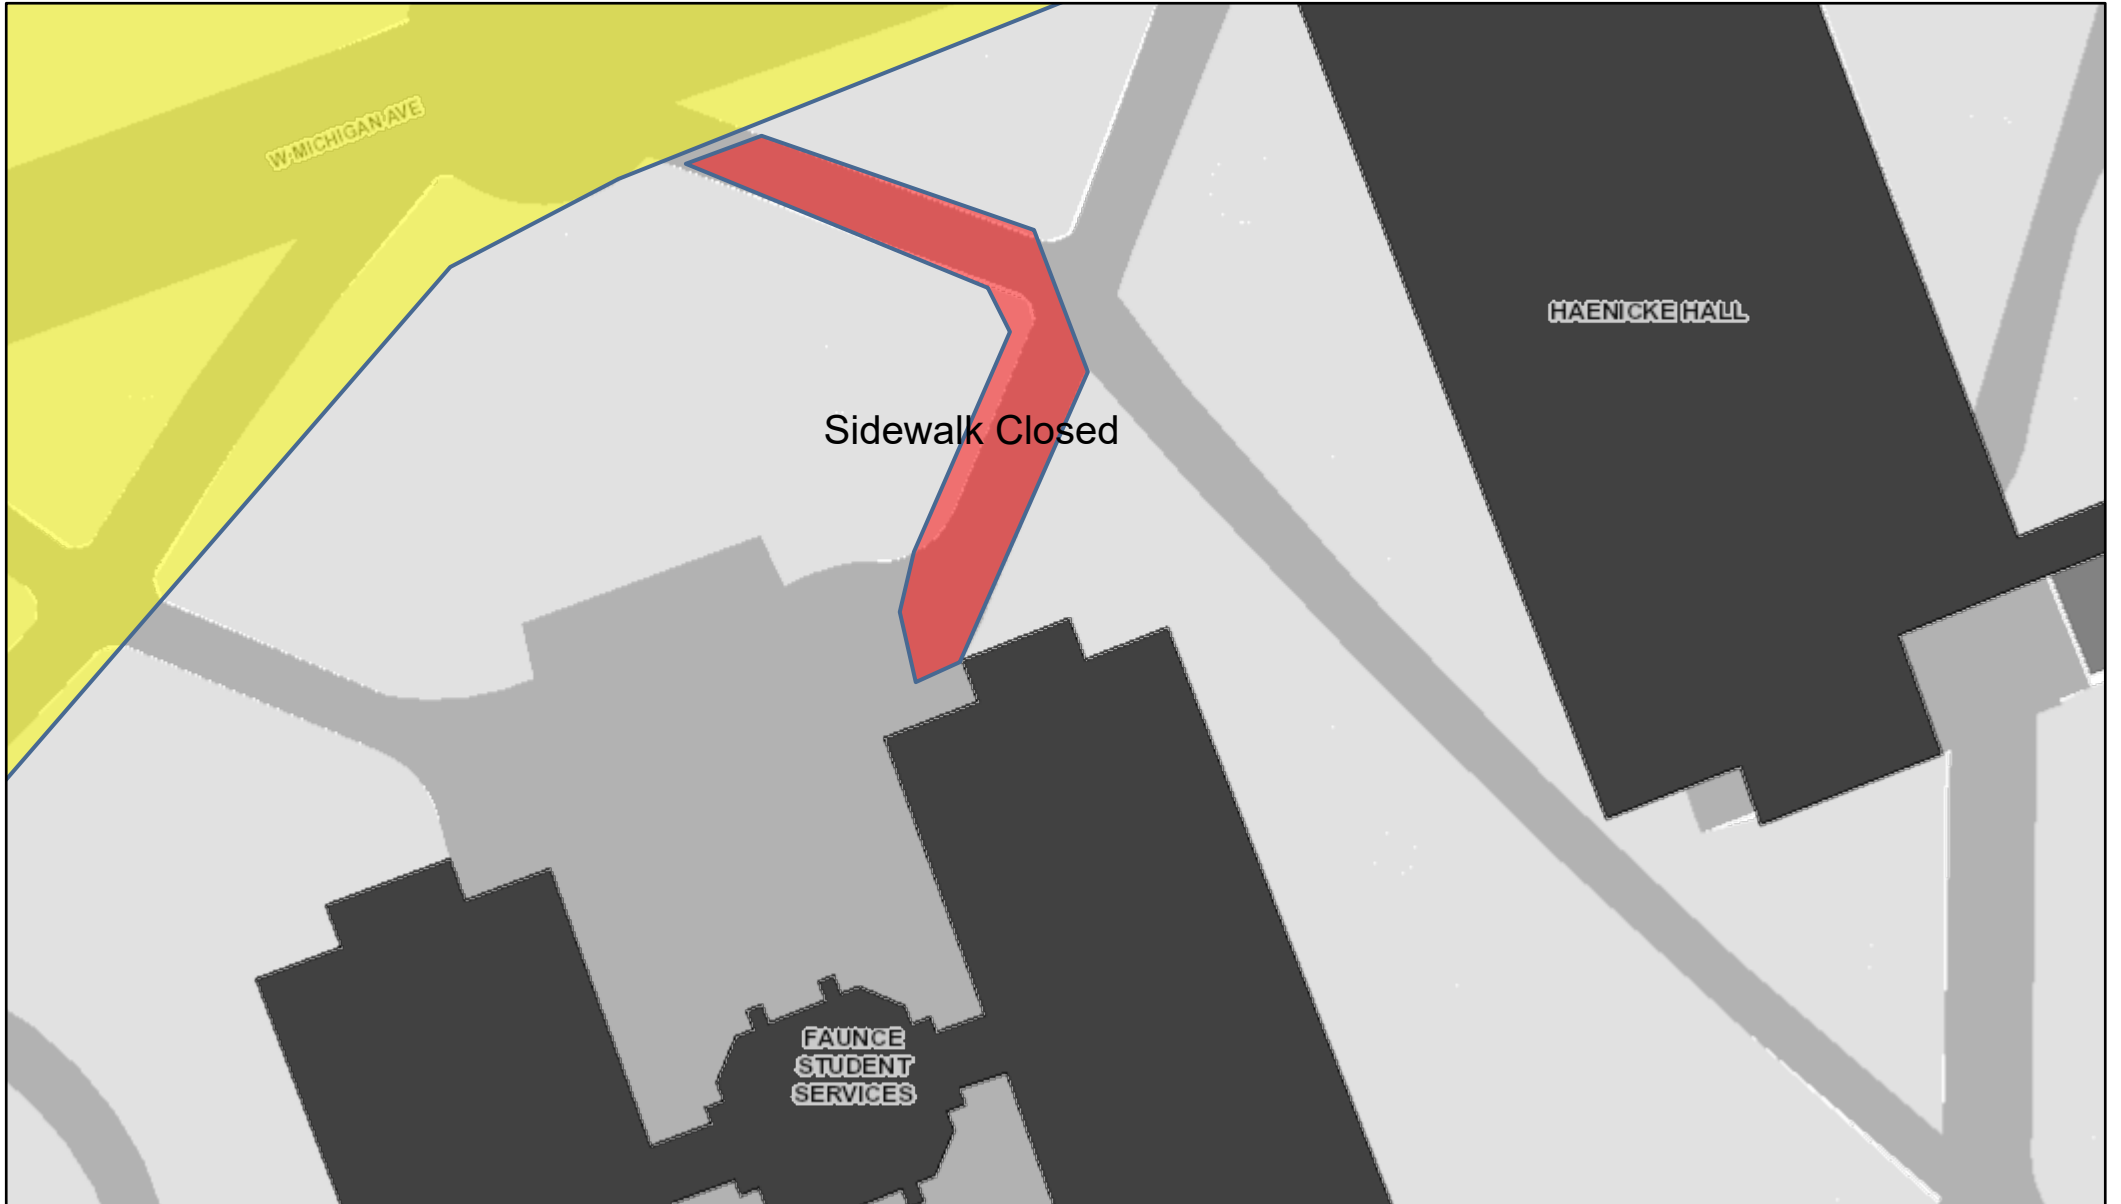 W MICHIGAN AVE
HAENICKE HALL
Sidewalk Closed
FAUNCE
STUDENT
SERVICES